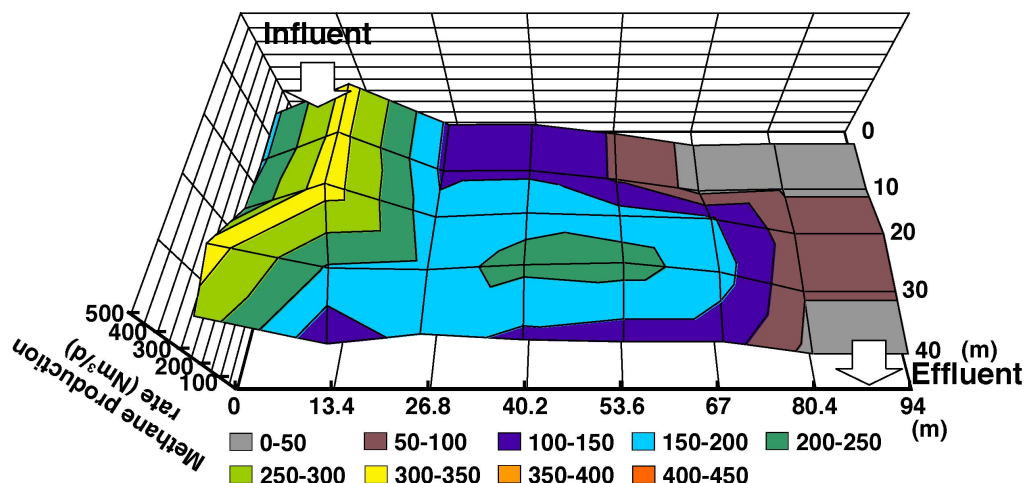 Influent
0
10
20
30
40 (m)
Effluent
500
400
300
200
100
Methane production
rate (Nm³/d)
0 13.4 26.8 40.2 53.6 67 80.4 94
(m)
0-50 50-100 100-150 150-200 200-250
250-300 300-350 350-400 400-450